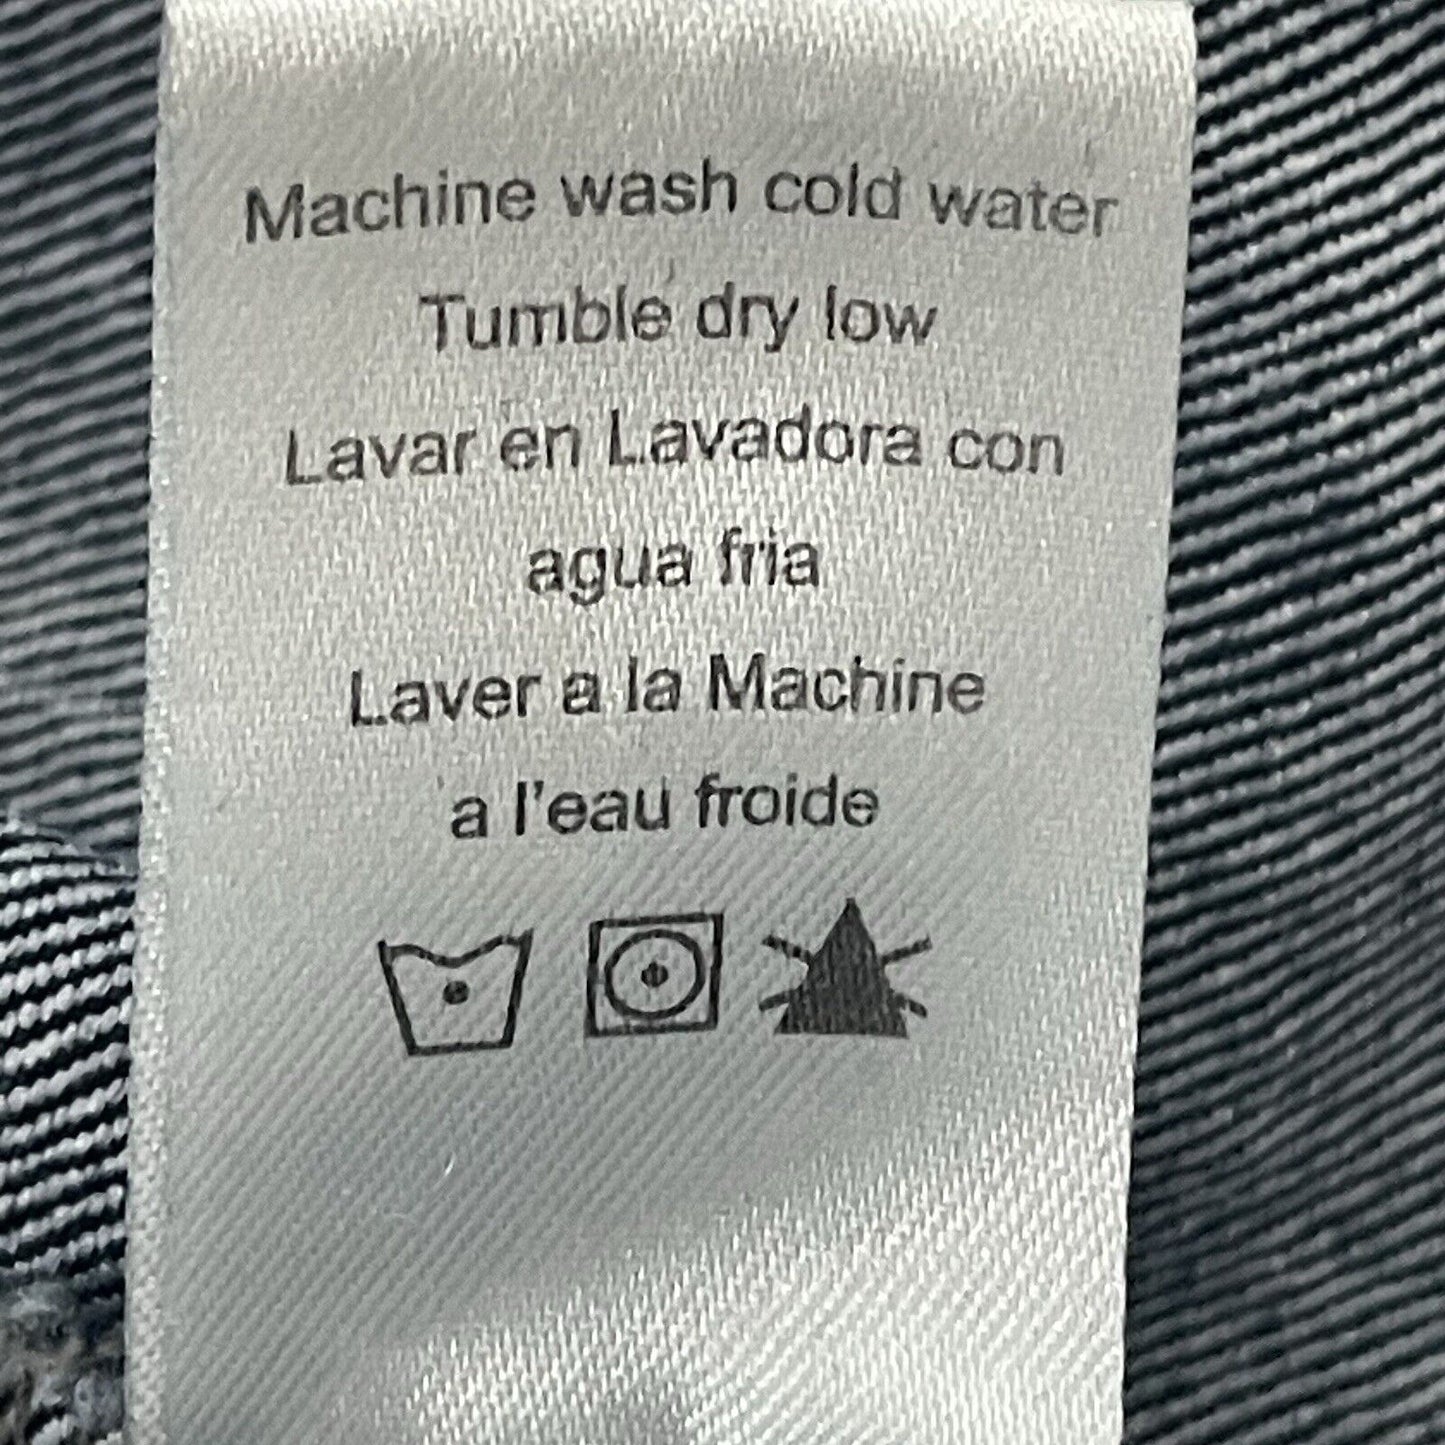 Machine wash cold water
Tumble dry low
Lavar en Lavadora con
agua fria
Laver a la Machine
a l'eau froide